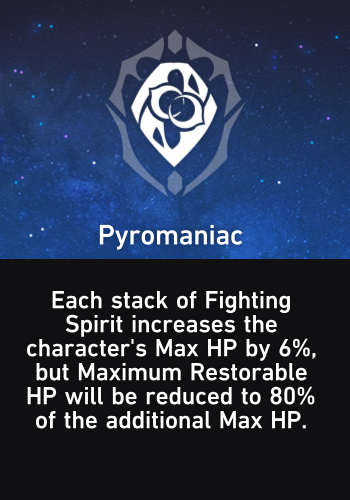 Pyromaniac
Each stack of Fighting
Spirit increases the
character's Max HP by 6%,
but Maximum Restorable
HP will be reduced to 80%
of the additional Max HP.